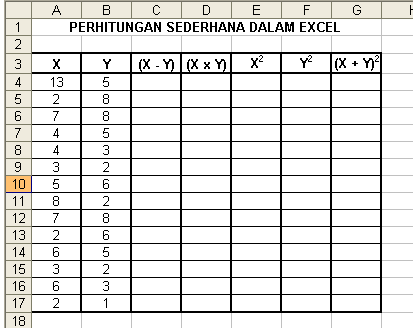 A B C D E F G
1 PERHITUNGAN SEDERHANA DALAM EXCEL
2
3 X Y (X - Y) (X x Y) X² Y² (X + Y)²
4 13 5
5 2 8
6 7 8
7 4 5
8 4 3
9 3 2
10 5 6
11 8 2
12 7 8
13 2 6
14 6 5
15 3 2
16 6 3
17 2 1
18